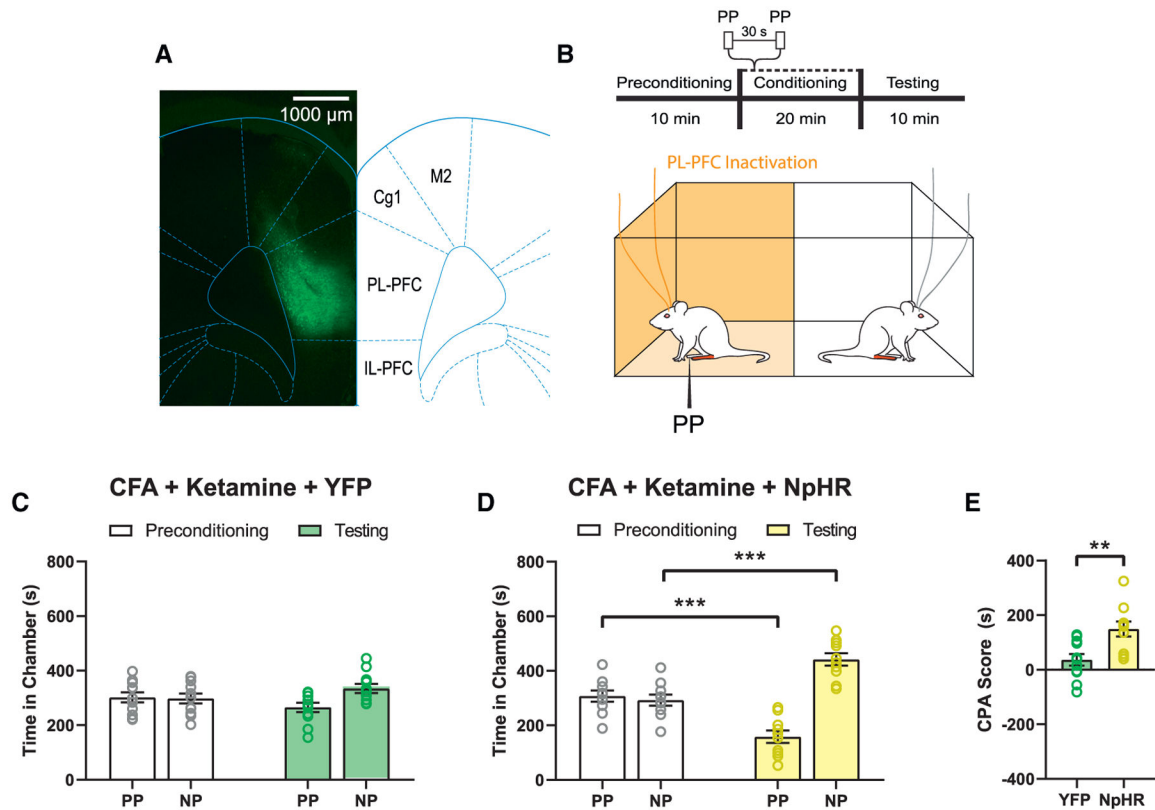 A
1000 µm
Cg1
M2
PL-PFC
IL-PFC
B
PP PP
30 s
Preconditioning Conditioning Testing
10 min 20 min 10 min
PL-PFC Inactivation
PP
C
CFA + Ketamine + YFP
Preconditioning Testing
Time in Chamber (s)
800
600
400
200
0
PP NP PP NP
D
CFA + Ketamine + NpHR
Preconditioning Testing
Time in Chamber (s)
800
600
400
200
0
***
***
PP NP PP NP
E
**
CPA Score (s)
400
200
0
-200
-400
YFP NpHR